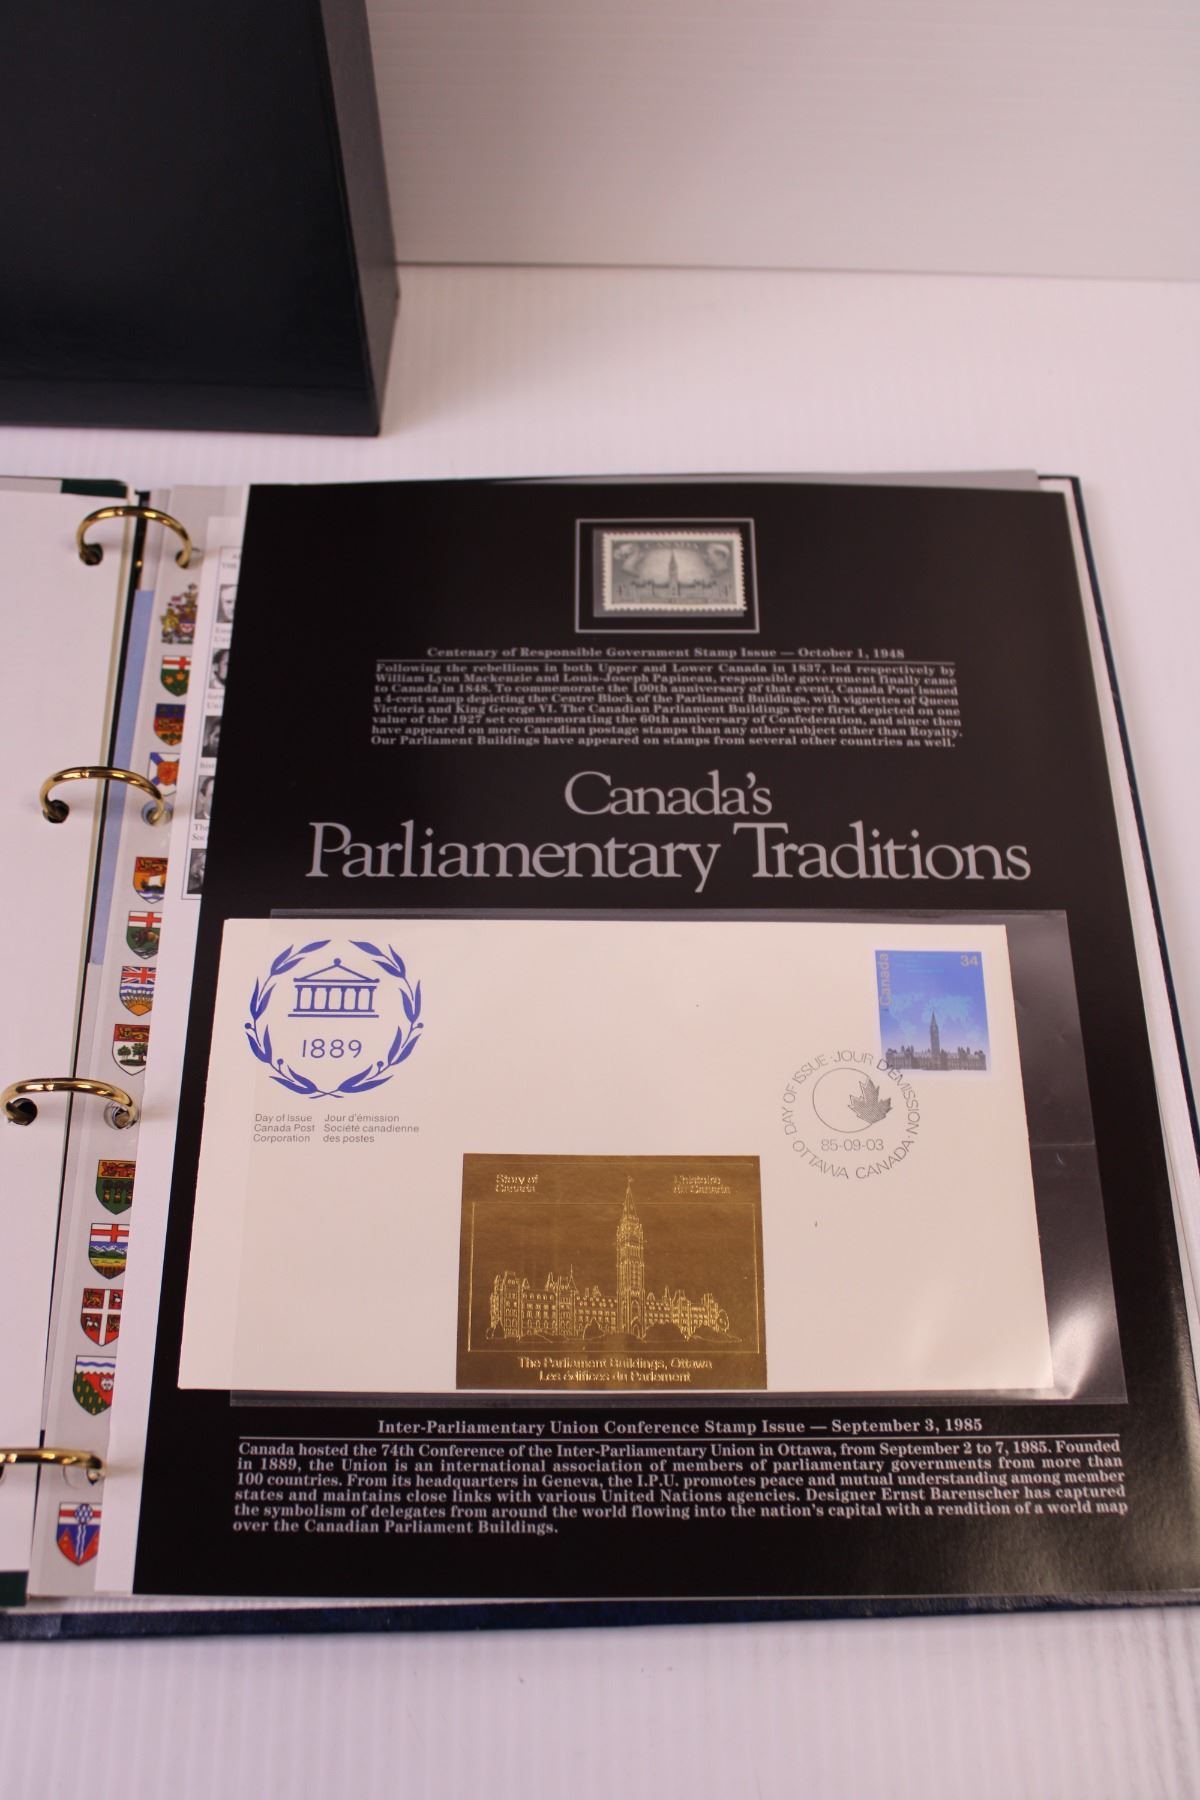 CANADA
Centenary of Responsible Government Stamp Issue — October 1, 1948
Following the rebellions in both Upper and Lower Canada in 1837, led respectively by
William Lyon Mackenzie and Louis-Joseph Papineau, responsible government finally came
to Canada in 1848. To commemorate the 100th anniversary of that event, Canada Post issued
a 4-cent stamp depicting the Centre Block of the Parliament Buildings, with vignettes of Queen
Victoria and King George VI. The Canadian Parliament Buildings were first depicted on one
value of the 1927 set commemorating the 60th anniversary of Confederation, and since then
have appeared on more Canadian postage stamps than any other subject other than Royalty.
Our Parliament Buildings have appeared on stamps from several other countries as well.
Canada's
Parliamentary Traditions
1889
Day of Issue Jour d'émission
Canada Post Société canadienne
Corporation des postes
Canada
34
DAY OF ISSUE · JOUR D'ÉMISSION
85-09-03
OTTAWA CANADA
Story of
Canada
L'histoire
du Canada
The Parliament Buildings, Ottawa
Les édifices du Parlement
Inter-Parliamentary Union Conference Stamp Issue — September 3, 1985
Canada hosted the 74th Conference of the Inter-Parliamentary Union in Ottawa, from September 2 to 7, 1985. Founded
in 1889, the Union is an international association of members of parliamentary governments from more than
100 countries. From its headquarters in Geneva, the I.P.U. promotes peace and mutual understanding among member
states and maintains close links with various United Nations agencies. Designer Ernst Barenscher has captured
the symbolism of delegates from around the world flowing into the nation's capital with a rendition of a world map
over the Canadian Parliament Buildings.